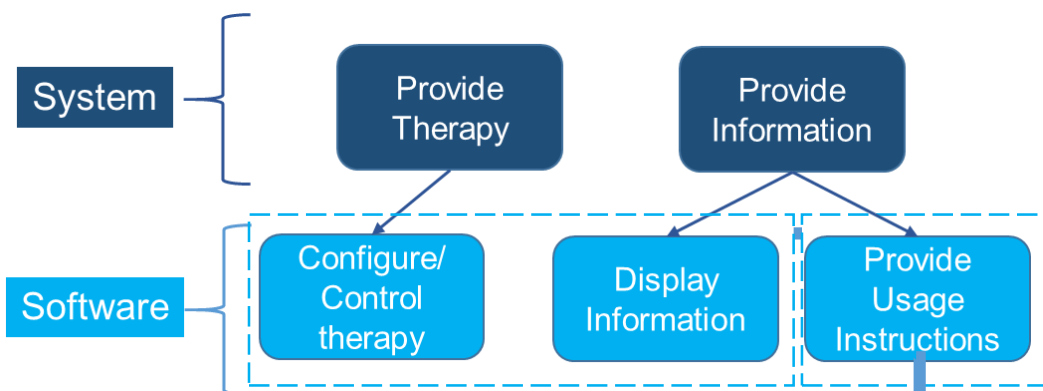 System
Provide
Therapy
Provide
Information
Software
Configure/
Control
therapy
Display
Information
Provide
Usage
Instructions